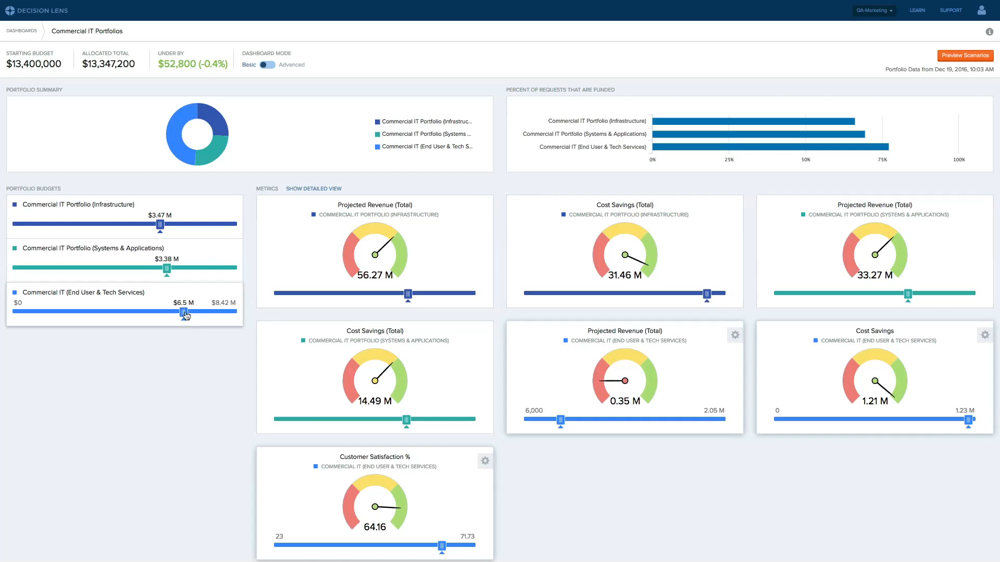 DECISION LENS
QA-Marketing
LEARN
SUPPORT
DASHBOARDS
Commercial IT Portfolios
STARTING BUDGET
$13,400,000
ALLOCATED TOTAL
$13,347,200
UNDER BY
$52,800 (-0.4%)
DASHBOARD MODE
Basic
Advanced
Preview Scenarios
Portfolio Data from Dec 19, 2016, 10:03 AM
PORTFOLIO SUMMARY
Commercial IT Portfolio (Infrastruc...
Commercial IT Portfolio (Systems ...
Commercial IT (End User & Tech S...
PERCENT OF REQUESTS THAT ARE FUNDED
Commercial IT Portfolio (Infrastructure)
Commercial IT Portfolio (Systems & Applications)
Commercial IT (End User & Tech Services)
0% 25% 50% 75% 100%
PORTFOLIO BUDGETS
Commercial IT Portfolio (Infrastructure)
$3.47 M
Commercial IT Portfolio (Systems & Applications)
$3.38 M
Commercial IT (End User & Tech Services)
$0 $6.5 M $8.42 M
METRICS SHOW DETAILED VIEW
Projected Revenue (Total)
COMMERCIAL IT PORTFOLIO (INFRASTRUCTURE)
56.27 M
Cost Savings (Total)
COMMERCIAL IT PORTFOLIO (INFRASTRUCTURE)
31.46 M
Projected Revenue (Total)
COMMERCIAL IT PORTFOLIO (SYSTEMS & APPLICATIONS)
33.27 M
Cost Savings (Total)
COMMERCIAL IT PORTFOLIO (SYSTEMS & APPLICATIONS)
14.49 M
Projected Revenue (Total)
COMMERCIAL IT (END USER & TECH SERVICES)
0.35 M
6,000 2.05 M
Cost Savings
COMMERCIAL IT (END USER & TECH SERVICES)
1.21 M
0 1.23 M
Customer Satisfaction %
COMMERCIAL IT (END USER & TECH SERVICES)
64.16
23 71.73